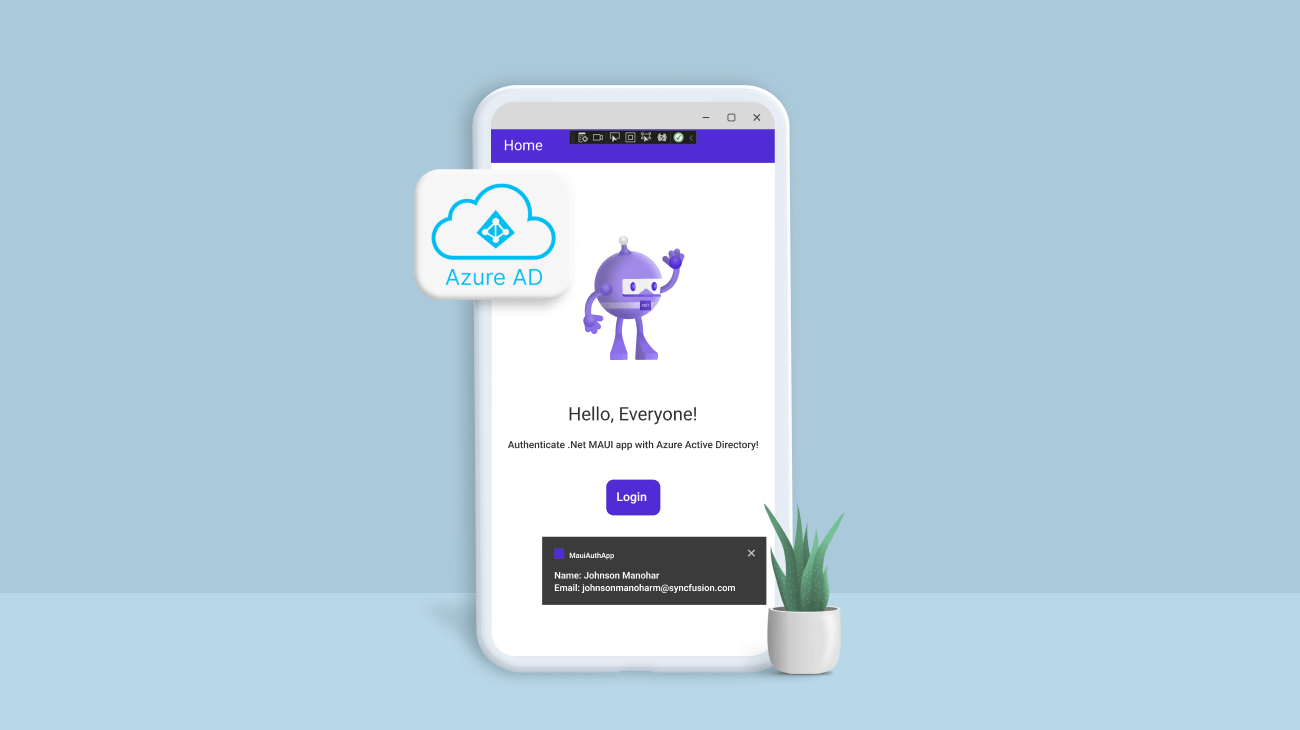 Home
Azure AD
Hello, Everyone!
Authenticate .Net MAUI app with Azure Active Directory!
Login
MauiAuthApp
Name: Johnson Manohar
Email: johnsonmanoharm@syncfusion.com